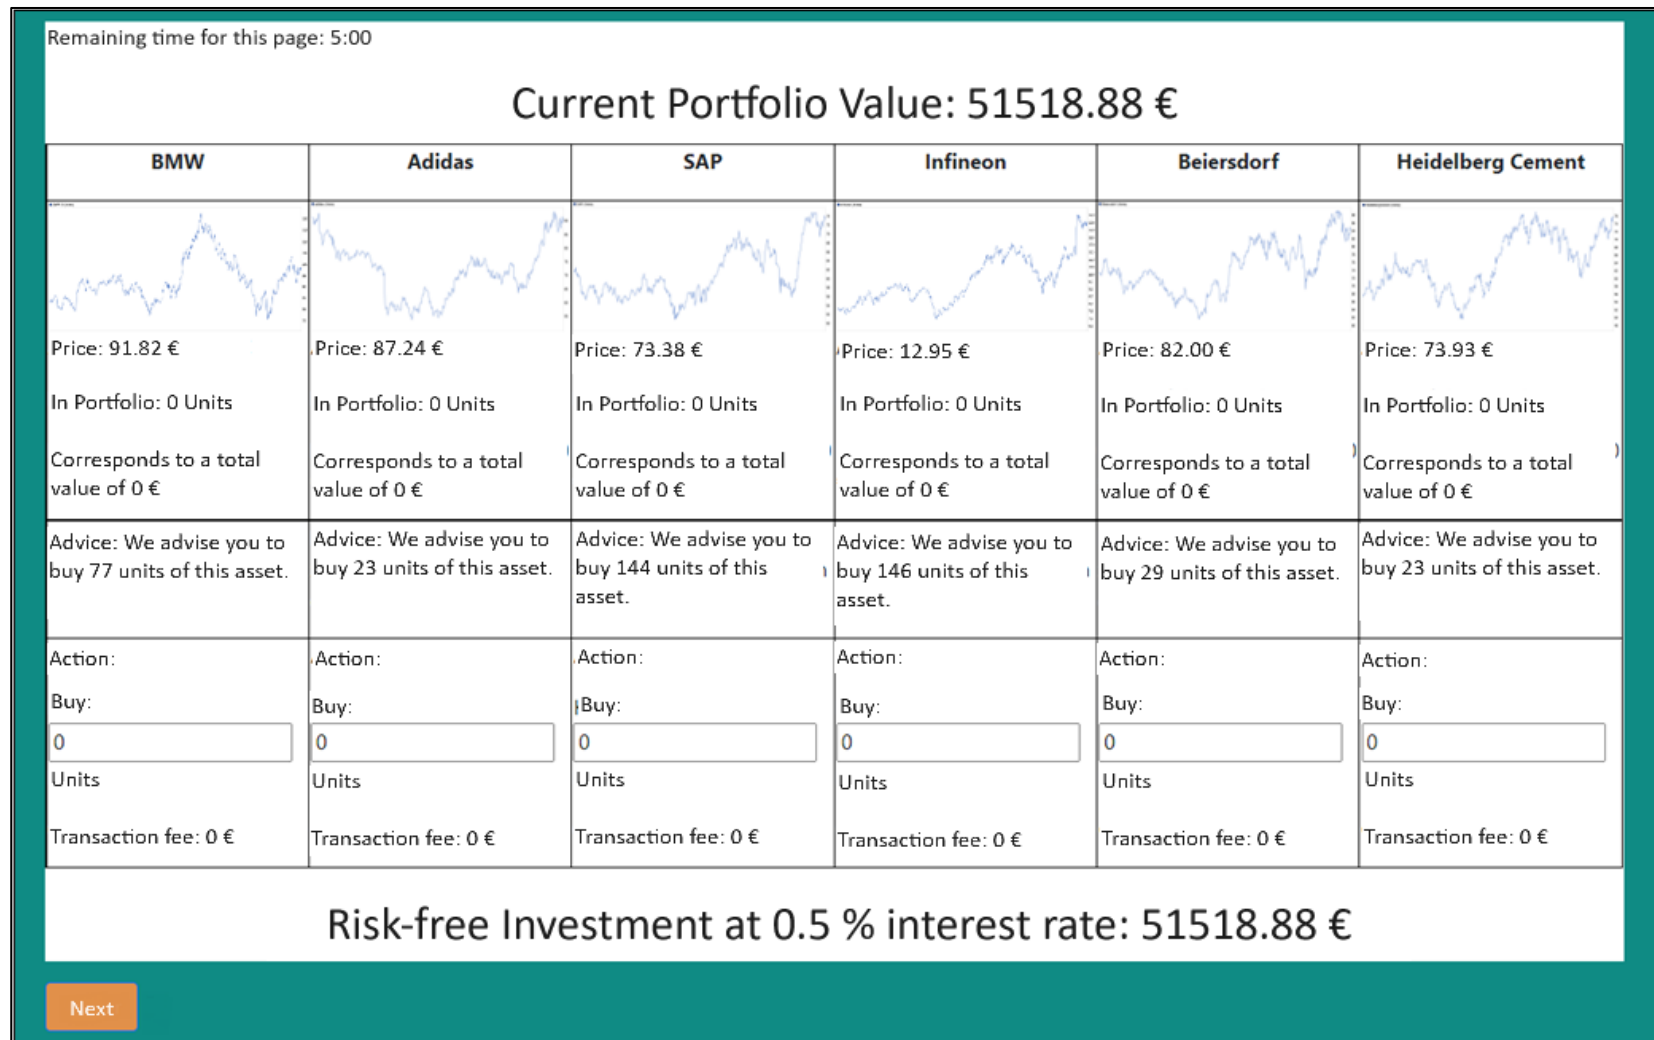 Remaining time for this page: 5:00
Current Portfolio Value: 51518.88 €
BMW
Adidas
SAP
Infineon
Beiersdorf
Heidelberg Cement
Price: 91.82 €
Price: 87.24 €
Price: 73.38 €
Price: 12.95 €
Price: 82.00 €
Price: 73.93 €
In Portfolio: 0 Units
In Portfolio: 0 Units
In Portfolio: 0 Units
In Portfolio: 0 Units
In Portfolio: 0 Units
In Portfolio: 0 Units
Corresponds to a total
value of 0 €
Corresponds to a total
value of 0 €
Corresponds to a total
value of 0 €
Corresponds to a total
value of 0 €
Corresponds to a total
value of 0 €
Corresponds to a total
value of 0 €
Advice: We advise you to
buy 77 units of this asset.
Advice: We advise you to
buy 23 units of this asset.
Advice: We advise you to
buy 144 units of this
asset.
Advice: We advise you to
buy 146 units of this
asset.
Advice: We advise you to
buy 29 units of this asset.
Advice: We advise you to
buy 23 units of this asset.
Action:
Buy:
0
Units
Transaction fee: 0 €
Action:
Buy:
0
Units
Transaction fee: 0 €
Action:
Buy:
0
Units
Transaction fee: 0 €
Action:
Buy:
0
Units
Transaction fee: 0 €
Action:
Buy:
0
Units
Transaction fee: 0 €
Action:
Buy:
0
Units
Transaction fee: 0 €
Risk-free Investment at 0.5 % interest rate: 51518.88 €
Next